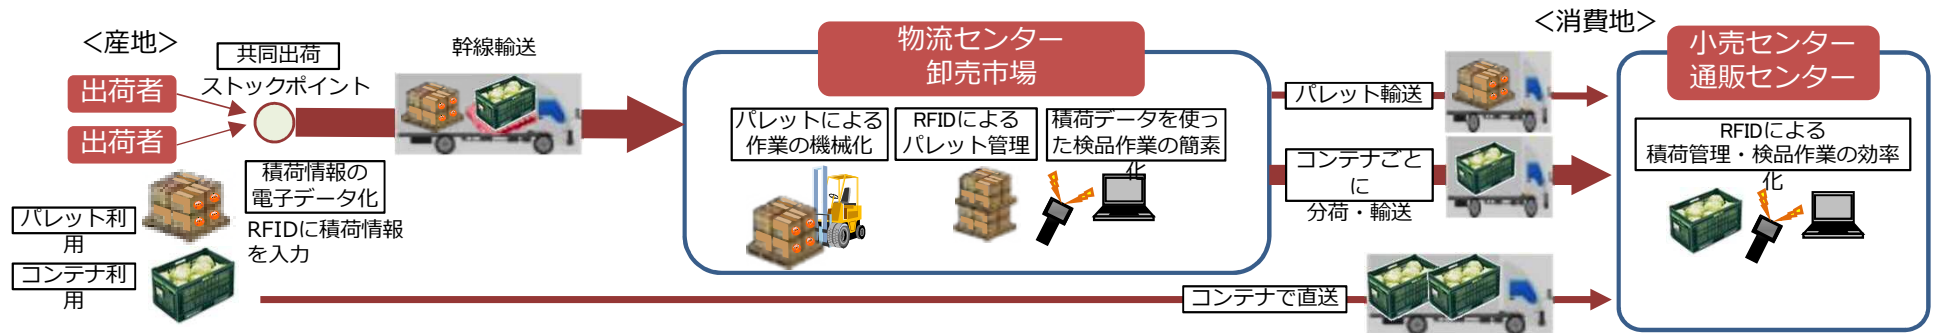 ＜産地＞
共同出荷
ストックポイント
出荷者
出荷者
幹線輸送
積荷情報の
電子データ化
RFIDに積荷情報
を入力
パレット利
用
コンテナ利
用
物流センター
卸売市場
パレットによる
作業の機械化
RFIDによる
パレット管理
積荷データを使っ
た検品作業の簡素
化
パレット輸送
コンテナごと
に
分荷・輸送
コンテナで直送
＜消費地＞
小売センター
通販センター
RFIDによる
積荷管理・検品作業の効率
化